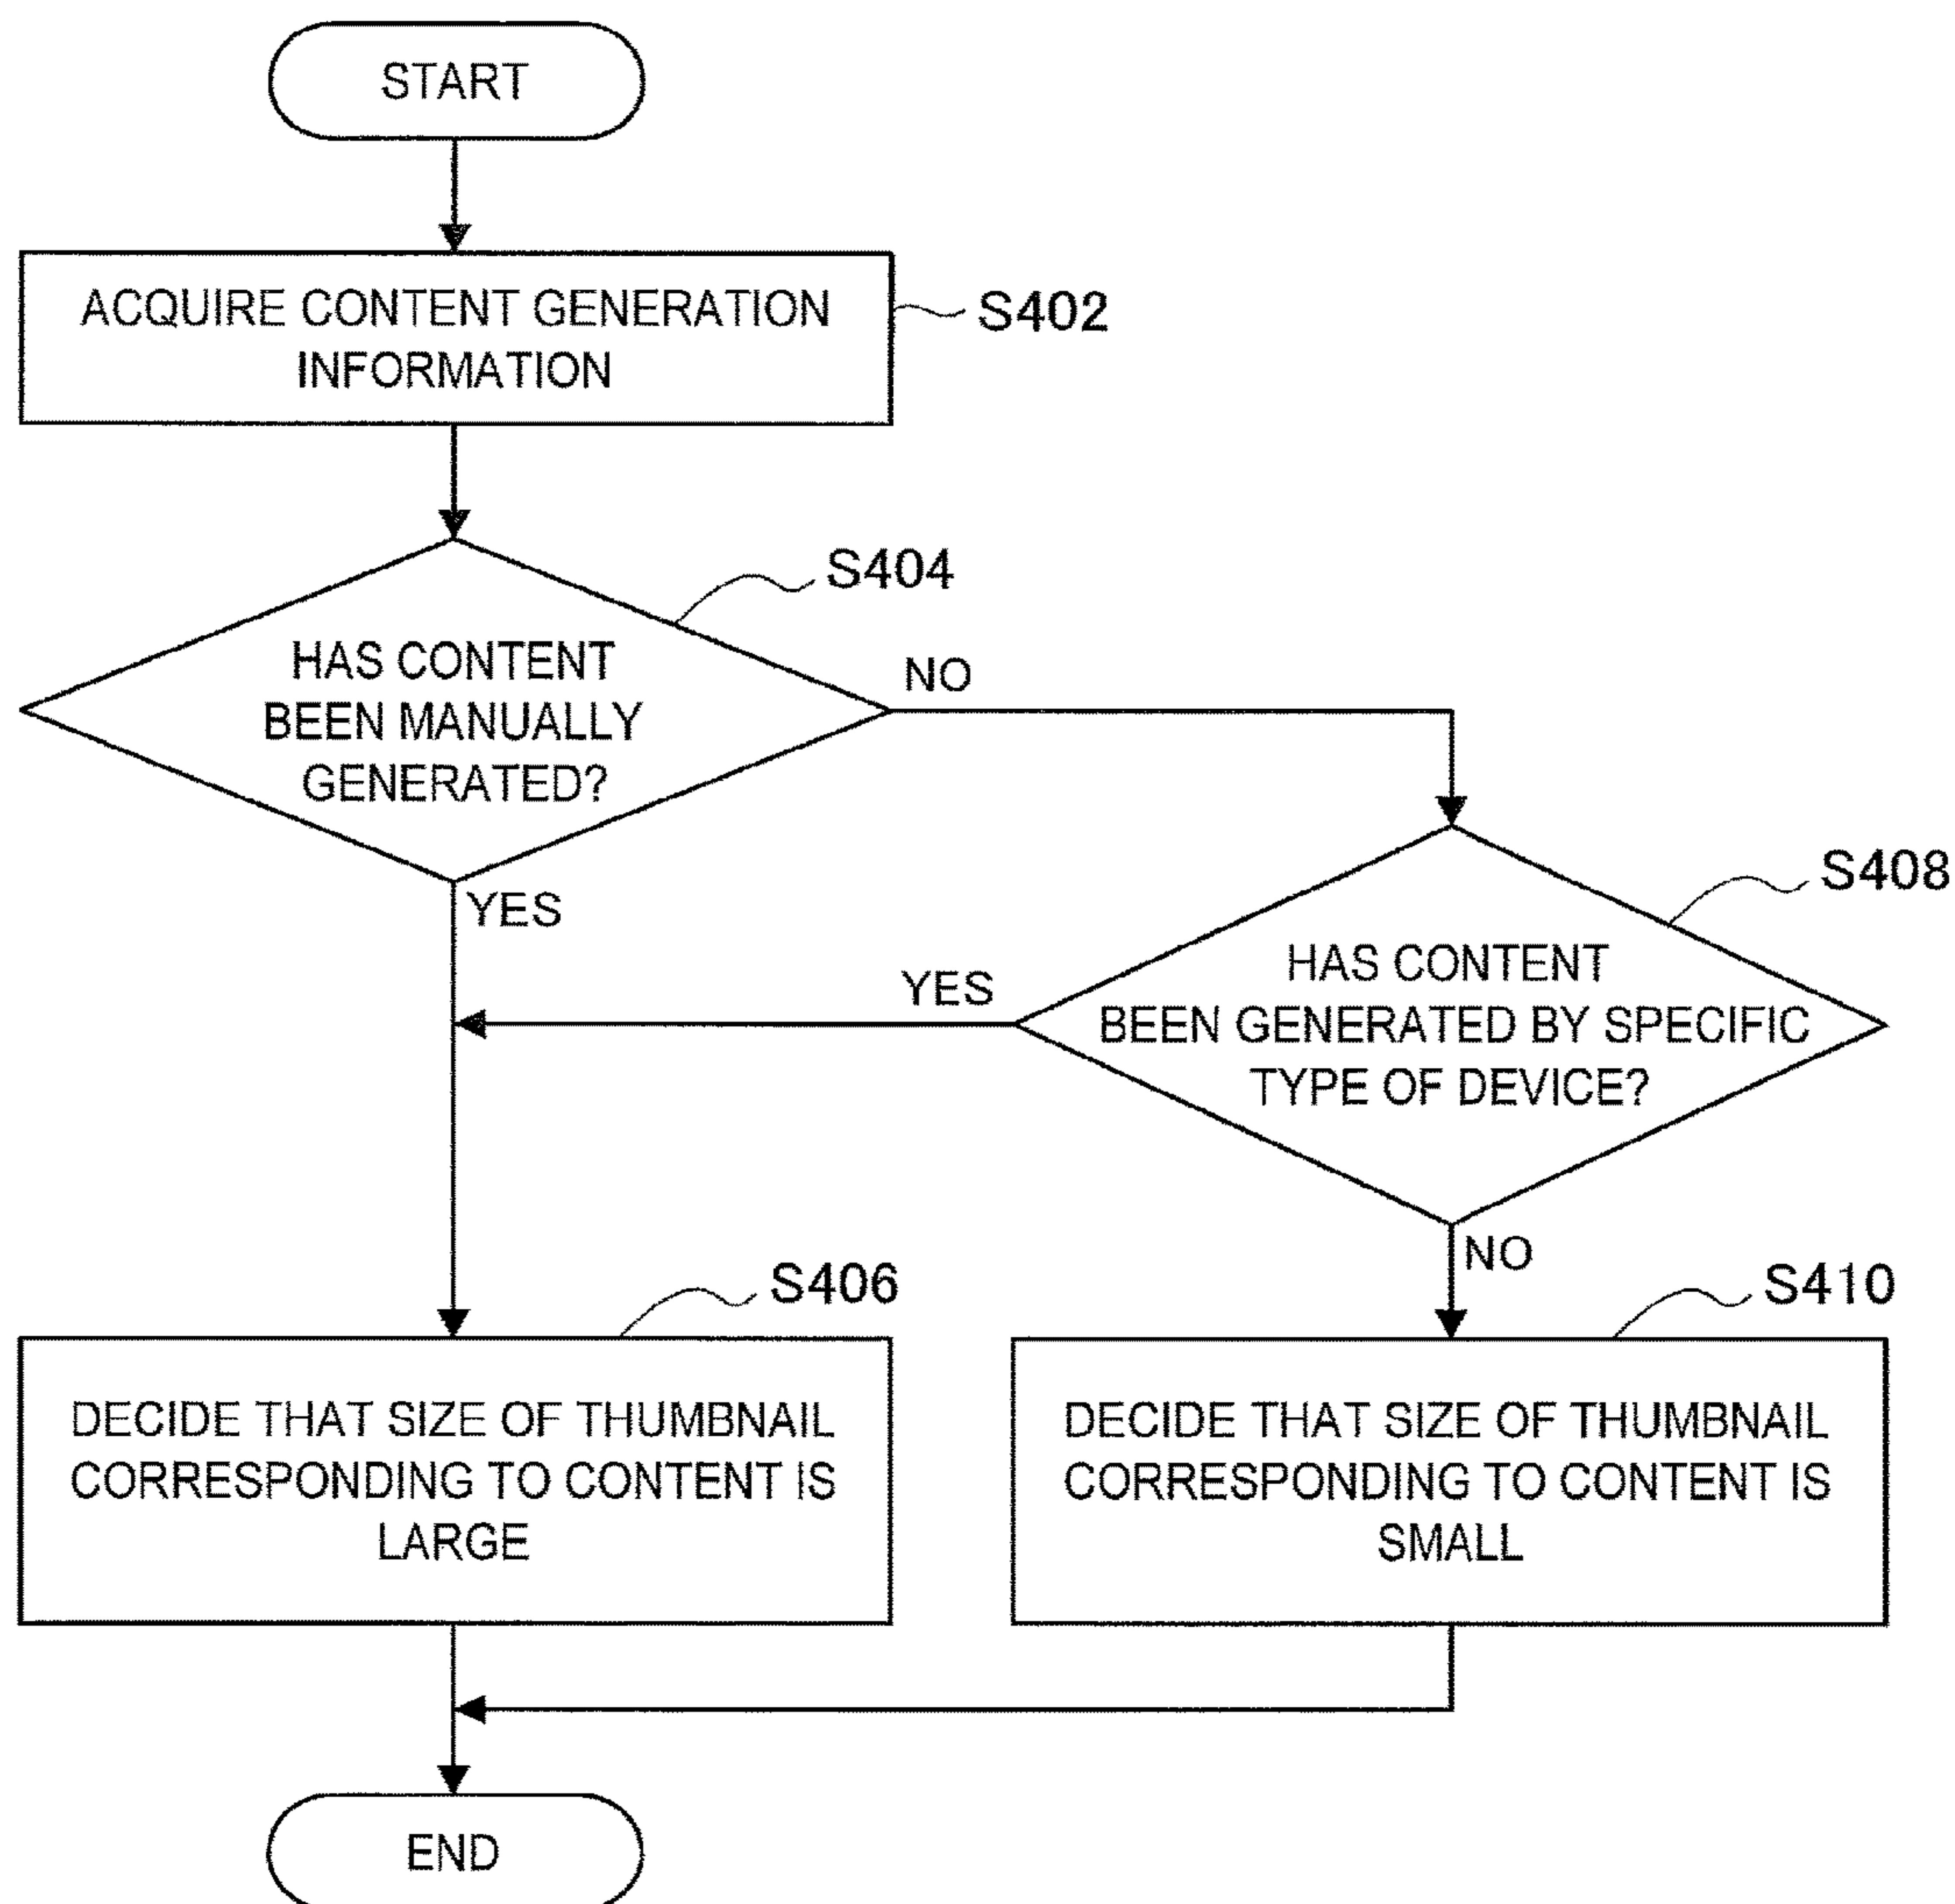 START
ACQUIRE CONTENT GENERATION
INFORMATION
S402
S404
HAS CONTENT
BEEN MANUALLY
GENERATED?
NO
YES
S408
HAS CONTENT
BEEN GENERATED BY SPECIFIC
TYPE OF DEVICE?
YES
NO
S406
DECIDE THAT SIZE OF THUMBNAIL
CORRESPONDING TO CONTENT IS
LARGE
S410
DECIDE THAT SIZE OF THUMBNAIL
CORRESPONDING TO CONTENT IS
SMALL
END